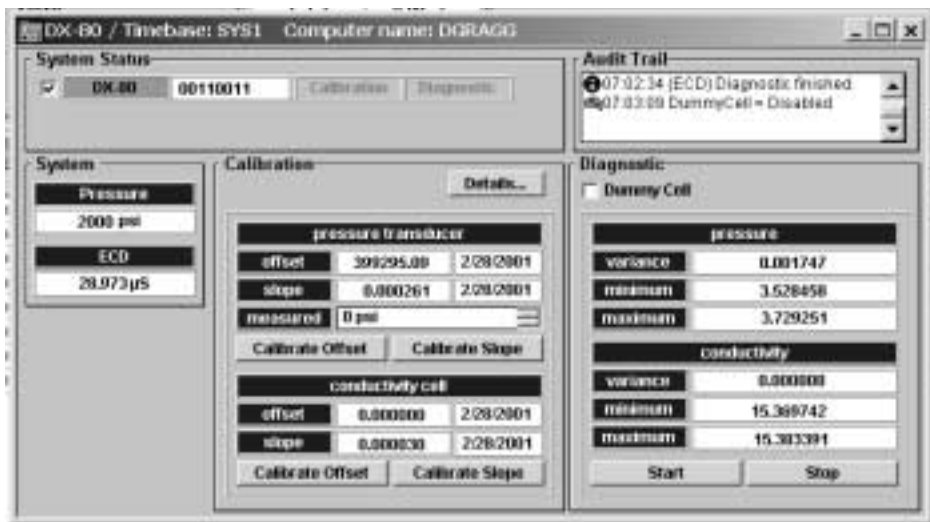 DX-80 / Timebase: SYS1 Computer name: DORAGG
System Status
DX-80 00110011 Calibration Diagnostic
Audit Trail
07:02:34 (ECD) Diagnostic finished.
07:03:09 DummyCell = Disabled
System
Pressure
2000 psi
ECD
28.973 µS
Calibration
Details...
pressure transducer
offset 399295.00 2/28/2001
slope 0.000261 2/28/2001
measured 0 psi
Calibrate Offset Calibrate Slope
conductivity cell
offset 0.000000 2/28/2001
slope 0.000030 2/28/2001
Calibrate Offset Calibrate Slope
Diagnostic
Dummy Cell
pressure
variance 0.001747
minimum 3.528458
maximum 3.729251
conductivity
variance 0.000000
minimum 15.369742
maximum 15.383391
Start Stop